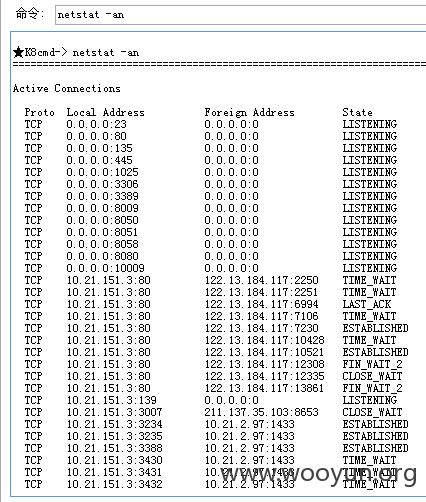 命令: netstat -an
★K8cmd-> netstat -an
Active Connections
Proto Local Address Foreign Address State
TCP 0.0.0.0:23 0.0.0.0:0 LISTENING
TCP 0.0.0.0:80 0.0.0.0:0 LISTENING
TCP 0.0.0.0:135 0.0.0.0:0 LISTENING
TCP 0.0.0.0:445 0.0.0.0:0 LISTENING
TCP 0.0.0.0:1025 0.0.0.0:0 LISTENING
TCP 0.0.0.0:3306 0.0.0.0:0 LISTENING
TCP 0.0.0.0:3389 0.0.0.0:0 LISTENING
TCP 0.0.0.0:8009 0.0.0.0:0 LISTENING
TCP 0.0.0.0:8050 0.0.0.0:0 LISTENING
TCP 0.0.0.0:8051 0.0.0.0:0 LISTENING
TCP 0.0.0.0:8058 0.0.0.0:0 LISTENING
TCP 0.0.0.0:8080 0.0.0.0:0 LISTENING
TCP 0.0.0.0:10009 0.0.0.0:0 LISTENING
TCP 10.21.151.3:80 122.13.184.117:2250 TIME_WAIT
TCP 10.21.151.3:80 122.13.184.117:2251 TIME_WAIT
TCP 10.21.151.3:80 122.13.184.117:6994 LAST_ACK
TCP 10.21.151.3:80 122.13.184.117:7106 TIME_WAIT
TCP 10.21.151.3:80 122.13.184.117:7230 ESTABLISHED
TCP 10.21.151.3:80 122.13.184.117:10428 TIME_WAIT
TCP 10.21.151.3:80 122.13.184.117:10521 ESTABLISHED
TCP 10.21.151.3:80 122.13.184.117:12308 FIN_WAIT_2
TCP 10.21.151.3:80 122.13.184.117:12335 CLOSE_WAIT
TCP 10.21.151.3:80 122.13.184.117:13861 FIN_WAIT_2
TCP 10.21.151.3:139 0.0.0.0:0 LISTENING
TCP 10.21.151.3:3007 211.137.35.103:8653 CLOSE_WAIT
TCP 10.21.151.3:3234 10.21.2.97:1433 ESTABLISHED
TCP 10.21.151.3:3235 10.21.2.97:1433 ESTABLISHED
TCP 10.21.151.3:3388 10.21.2.97:1433 ESTABLISHED
TCP 10.21.151.3:3430 10.21.2.97:1433 TIME_WAIT
TCP 10.21.151.3:3431 10.21.2.97:1433 TIME_WAIT
TCP 10.21.151.3:3432 10.21.2.97:1433 TIME_WAIT
www.wooyun.org